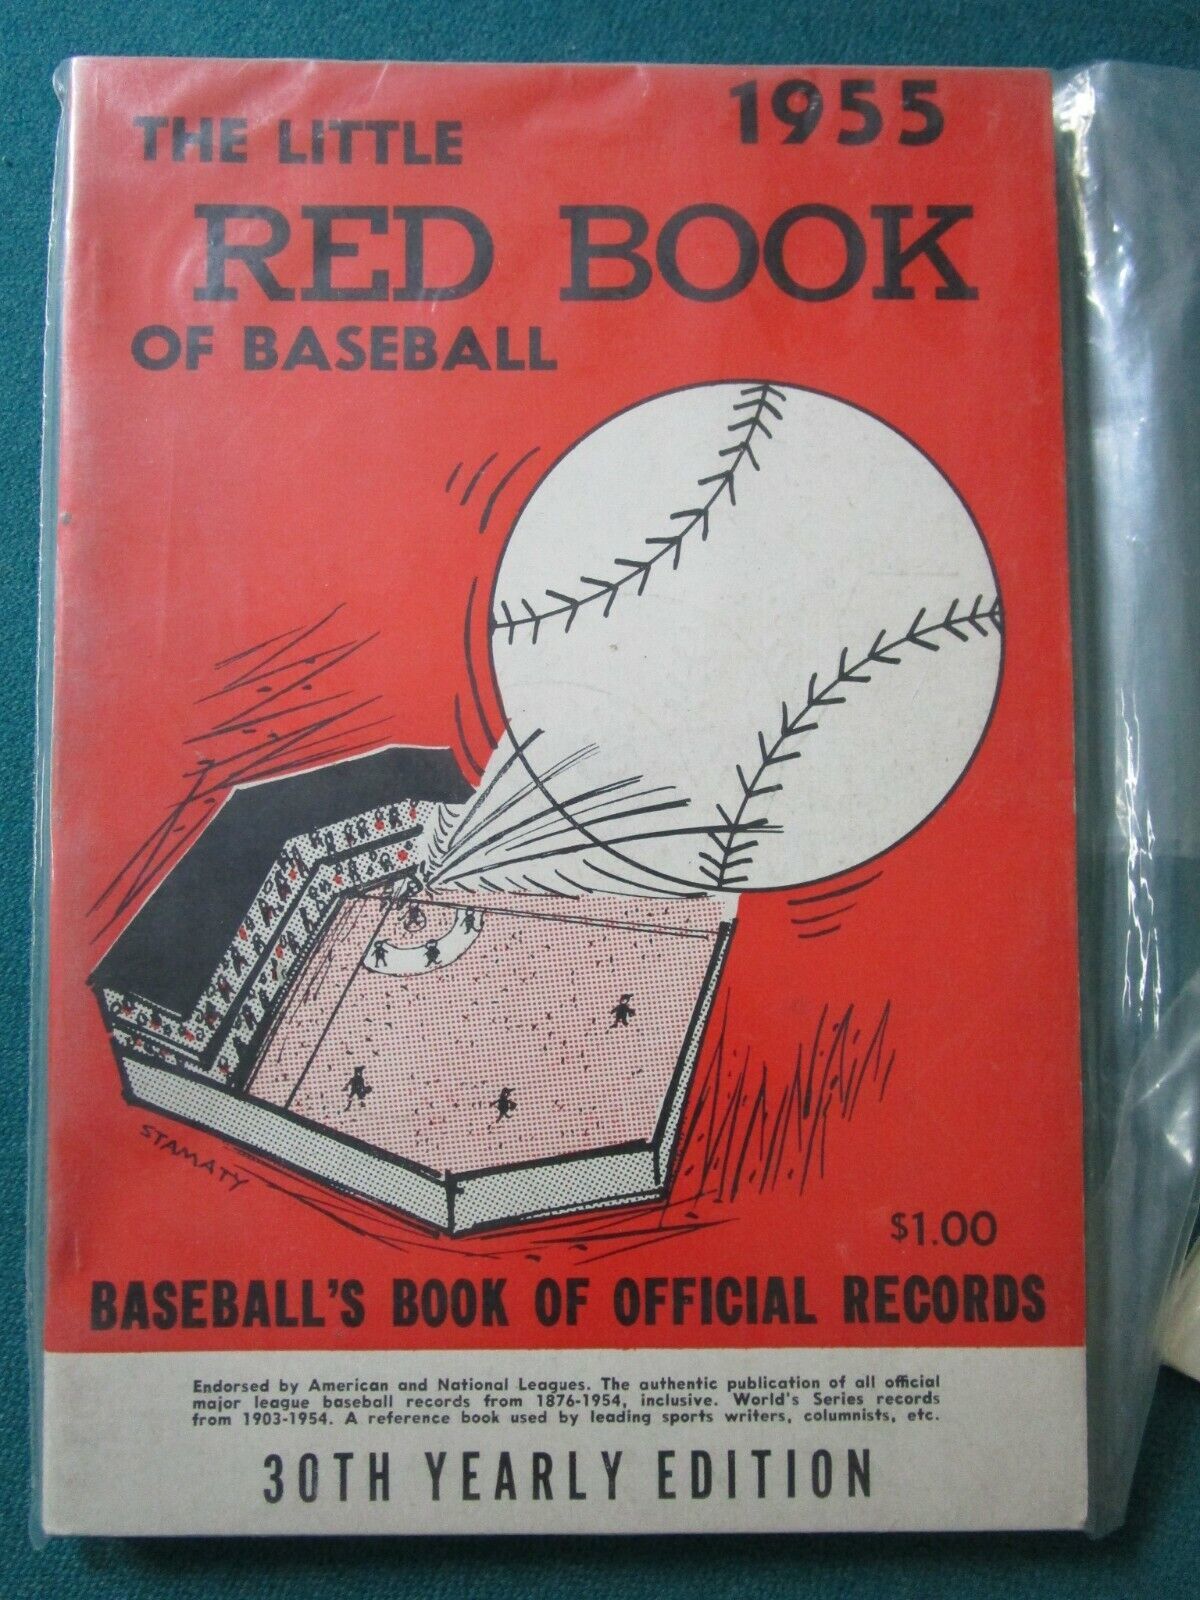 1955
THE LITTLE
RED BOOK
OF BASEBALL
STAMATY
$1.00
BASEBALL'S BOOK OF OFFICIAL RECORDS
Endorsed by American and National Leagues. The authentic publication of all official
major league baseball records from 1876-1954, inclusive. World's Series records
from 1903-1954. A reference book used by leading sports writers, columnists, etc.
30TH YEARLY EDITION